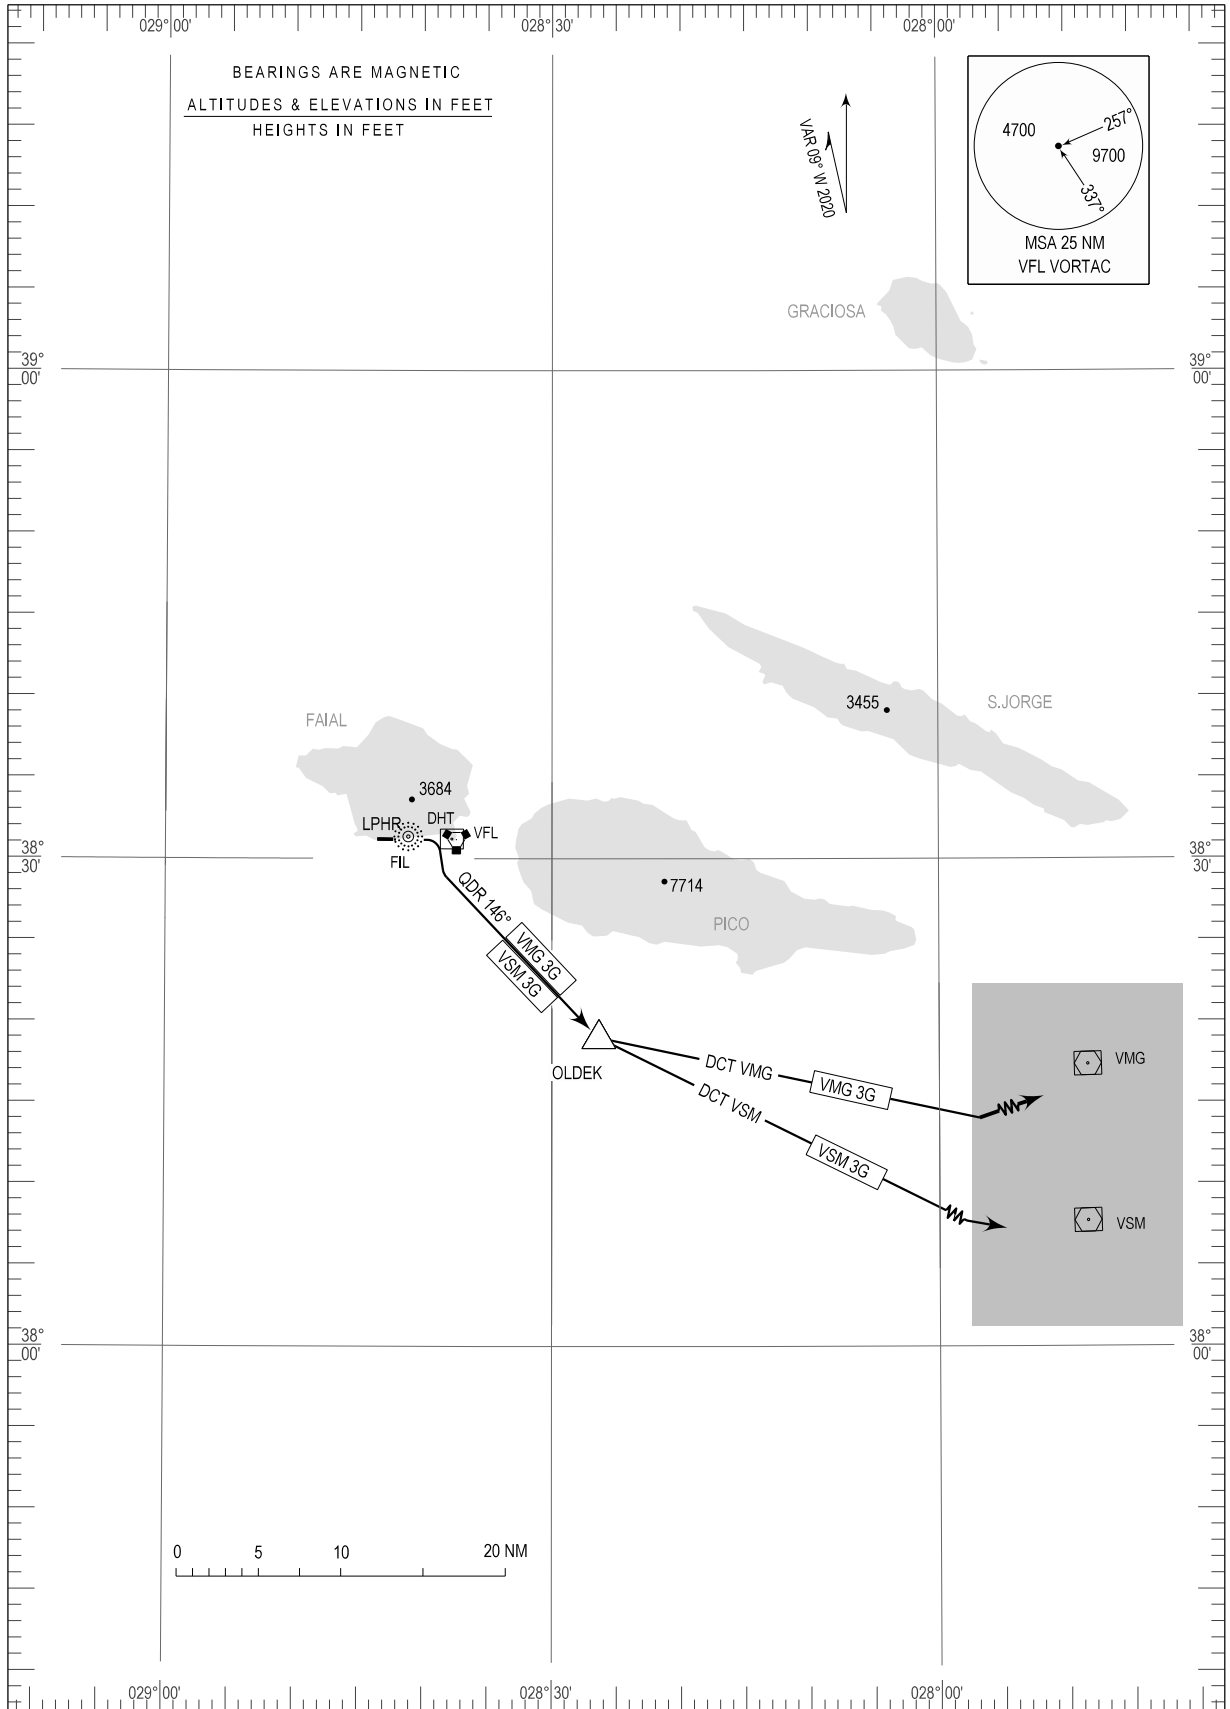 029°00'
028°30'
028°00'
BEARINGS ARE MAGNETIC
ALTITUDES & ELEVATIONS IN FEET
HEIGHTS IN FEET
VAR 09° W 2020
4700
257°
9700
337°
MSA 25 NM
VFL VORTAC
GRACIOSA
39°
00'
39°
00'
S.JORGE
3455
FAIAL
3684
LPHR
DHT
VFL
FIL
38°
30'
38°
30'
7714
PICO
QDR 146°
VMG 3G
VSM 3G
OLDEK
DCT VMG
VMG 3G
DCT VSM
VSM 3G
VMG
VSM
38°
00'
38°
00'
0 5 10 20 NM
029°00'
028°30'
028°00'